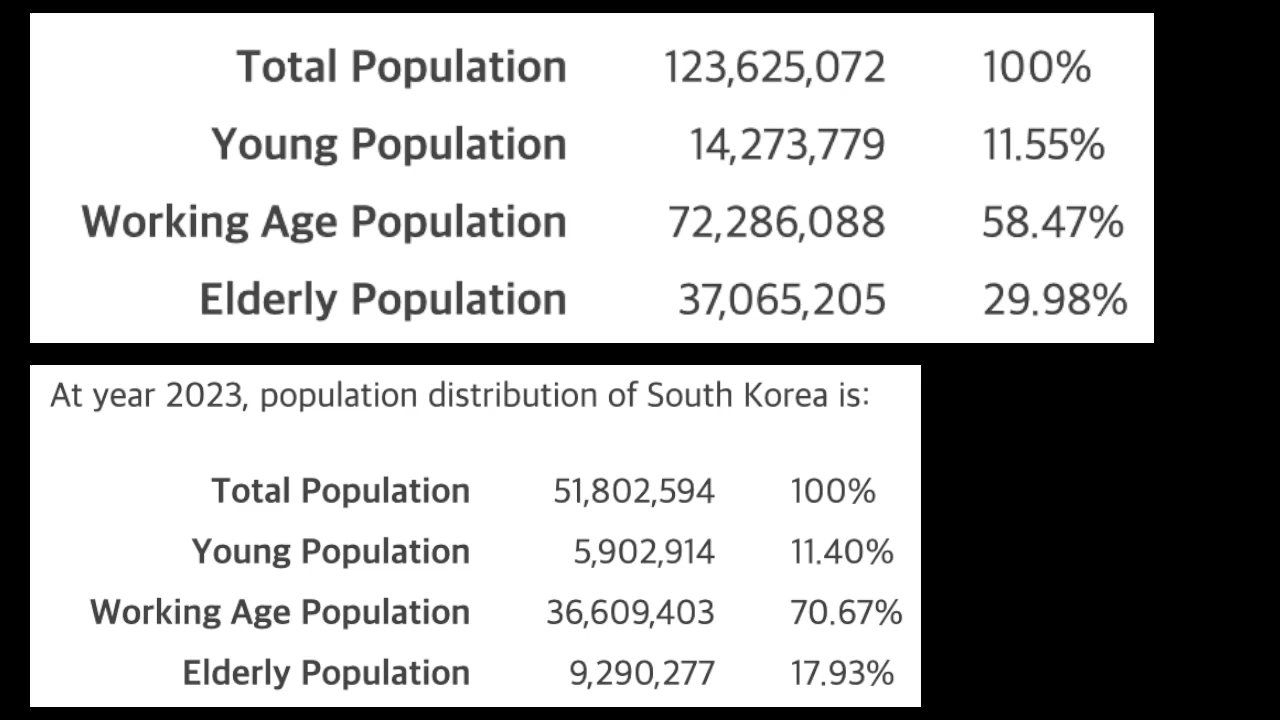 Total Population 123,625,072 100%
Young Population 14,273,779 11.55%
Working Age Population 72,286,088 58.47%
Elderly Population 37,065,205 29.98%
At year 2023, population distribution of South Korea is:
Total Population 51,802,594 100%
Young Population 5,902,914 11.40%
Working Age Population 36,609,403 70.67%
Elderly Population 9,290,277 17.93%